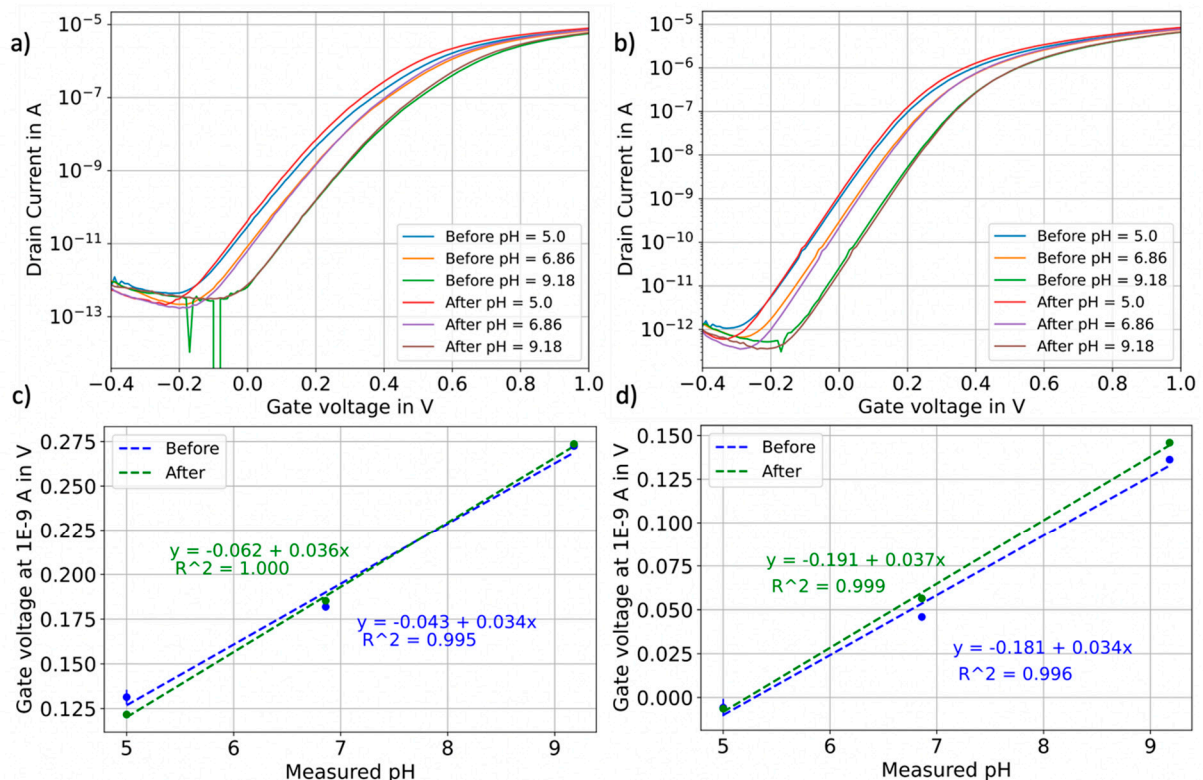 a)
10⁻⁵
10⁻⁷
10⁻⁹
10⁻¹¹
10⁻¹³
Drain Current in A
−0.4 −0.2 0.0 0.2 0.4 0.6 0.8 1.0
Gate voltage in V
Before pH = 5.0
Before pH = 6.86
Before pH = 9.18
After pH = 5.0
After pH = 6.86
After pH = 9.18
b)
10⁻⁵
10⁻⁶
10⁻⁷
10⁻⁸
10⁻⁹
10⁻¹⁰
10⁻¹¹
10⁻¹²
Drain Current in A
−0.4 −0.2 0.0 0.2 0.4 0.6 0.8 1.0
Gate voltage in V
Before pH = 5.0
Before pH = 6.86
Before pH = 9.18
After pH = 5.0
After pH = 6.86
After pH = 9.18
c)
0.275
0.250
0.225
0.200
0.175
0.150
0.125
Gate voltage at 1E-9 A in V
Before
After
y = -0.062 + 0.036x
R^2 = 1.000
y = -0.043 + 0.034x
R^2 = 0.995
5 6 7 8 9
Measured pH
d)
0.150
0.125
0.100
0.075
0.050
0.025
0.000
Gate voltage at 1E-9 A in V
Before
After
y = -0.191 + 0.037x
R^2 = 0.999
y = -0.181 + 0.034x
R^2 = 0.996
5 6 7 8 9
Measured pH